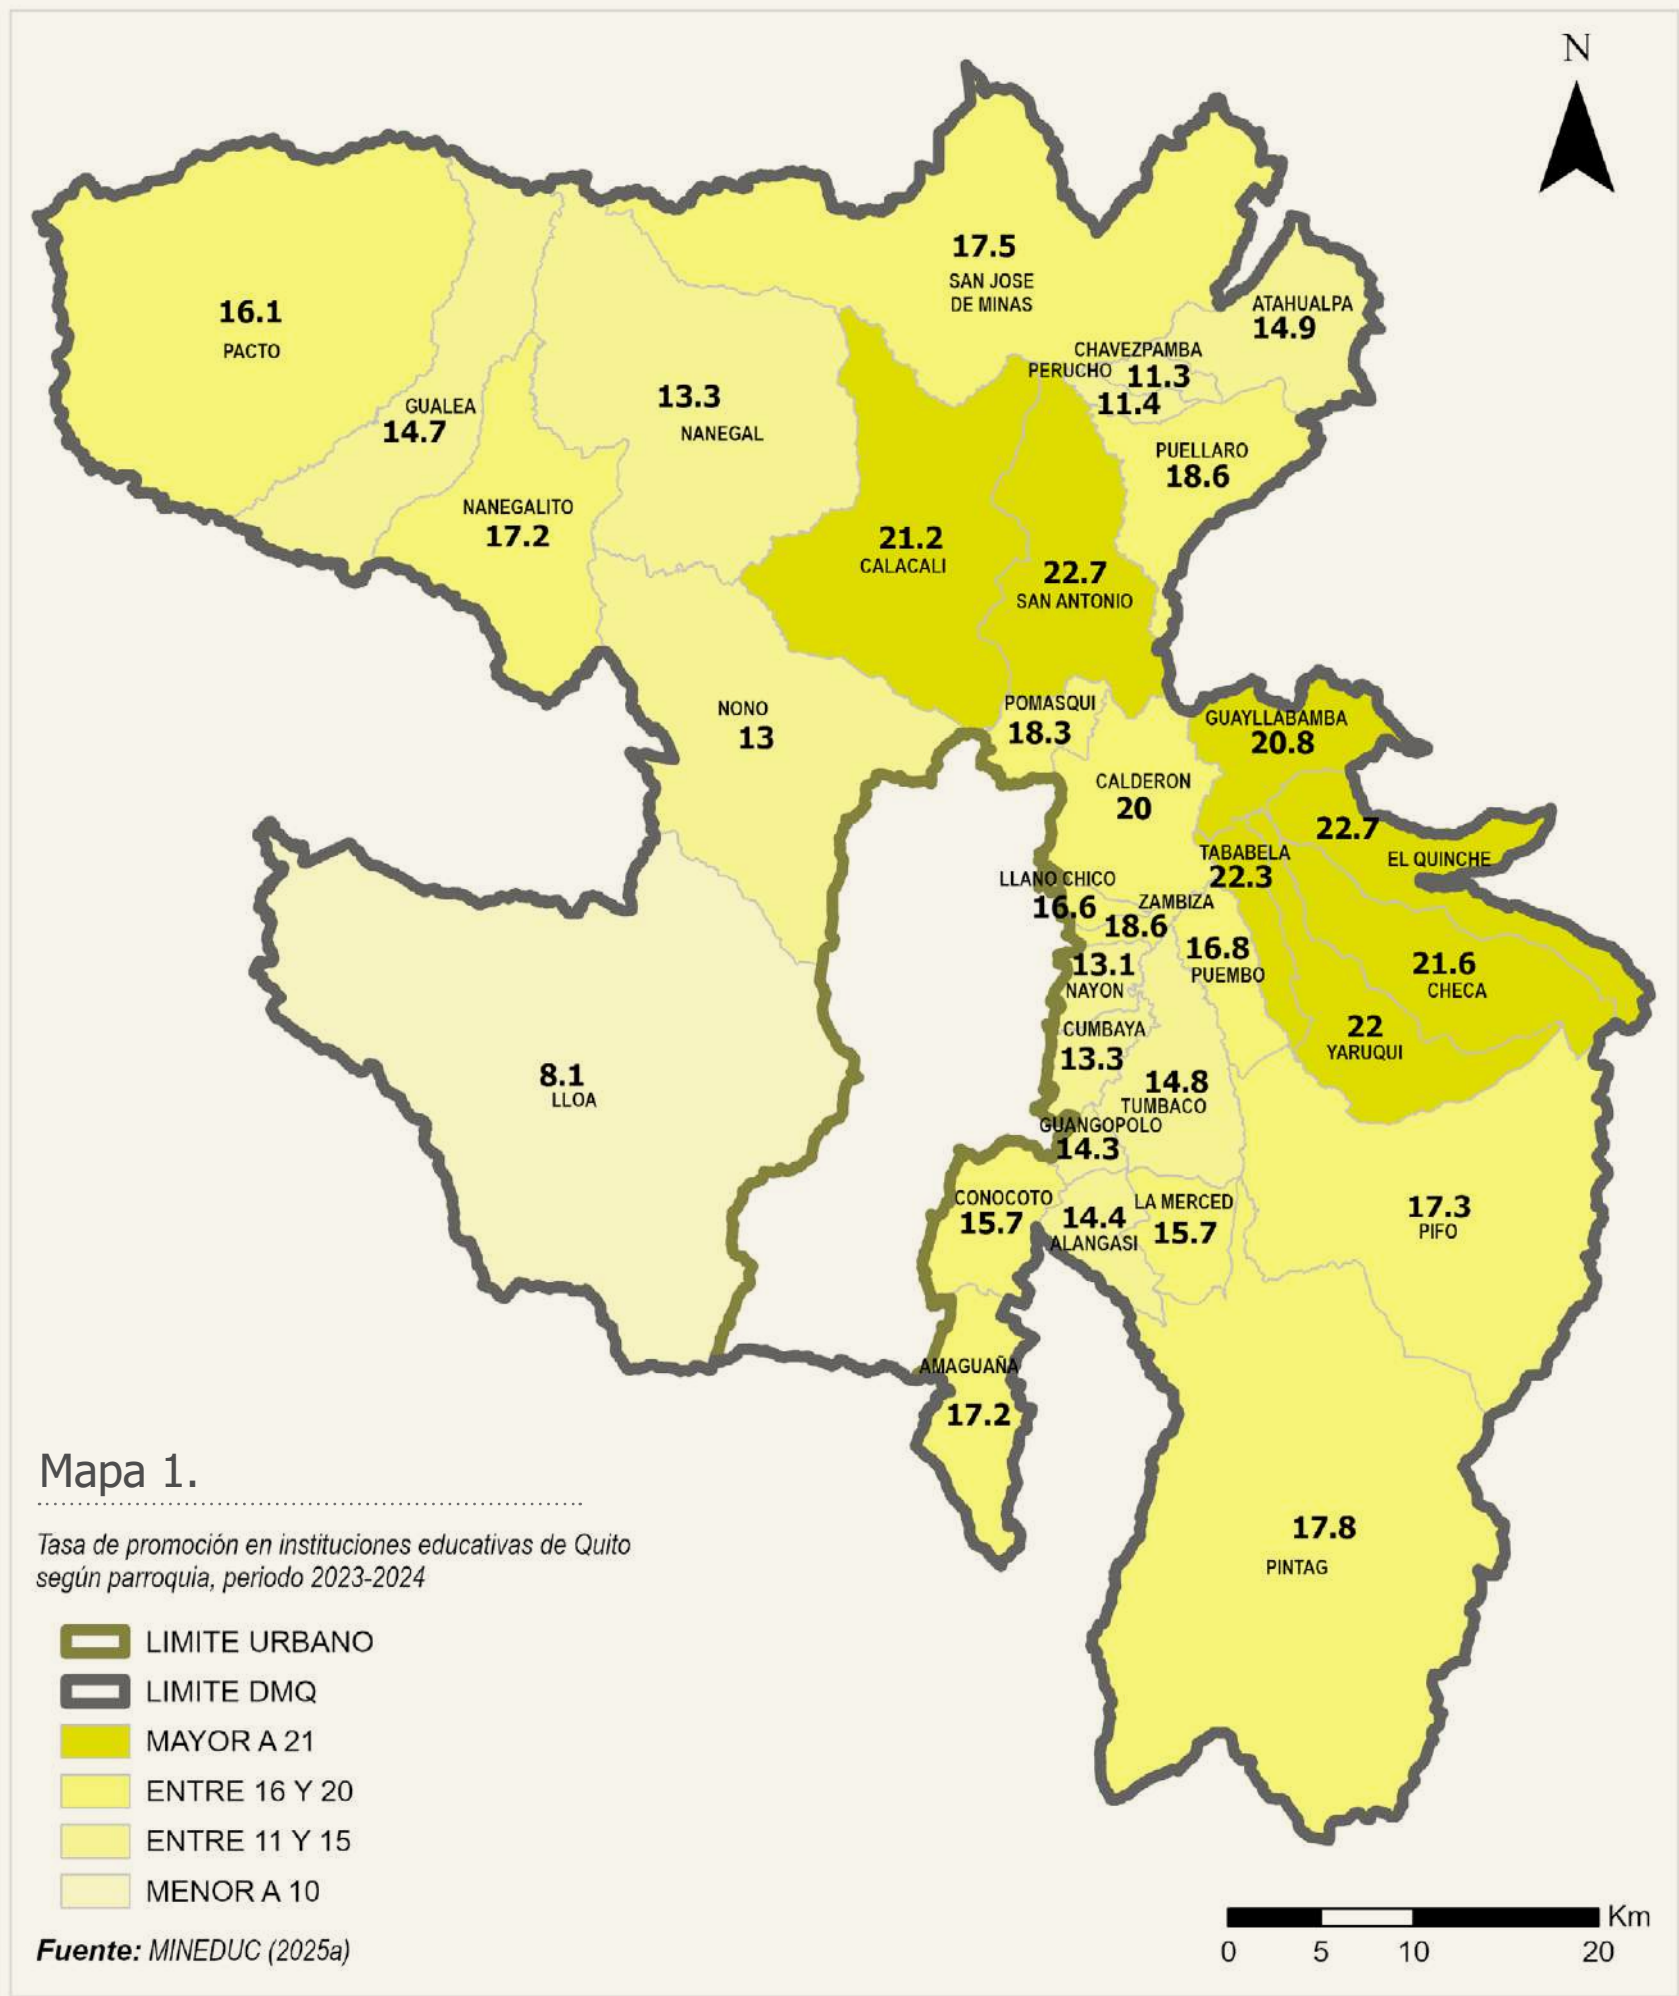 N
17.5
SAN JOSE
DE MINAS
16.1
PACTO
ATAHUALPA
14.9
CHAVEZPAMBA
11.3
PERUCHO
11.4
GUALEA
14.7
13.3
NANEGAL
PUELLARO
18.6
NANEGALITO
17.2
21.2
CALACALI
22.7
SAN ANTONIO
NONO
13
POMASQUI
18.3
GUAYLLABAMBA
20.8
CALDERON
20
22.7
EL QUINCHE
TABABELA
22.3
LLANO CHICO
16.6
ZAMBIZA
18.6
16.8
PUEMBO
13.1
NAYON
21.6
CHECA
22
YARUQUI
CUMBAYA
13.3
8.1
LLOA
14.8
TUMBACO
GUANGOPOLO
14.3
CONOCOTO
15.7
14.4
ALANGASI
LA MERCED
15.7
17.3
PIFO
AMAGUAÑA
17.2
17.8
PINTAG
Mapa 1.
Tasa de promoción en instituciones educativas de Quito
según parroquia, periodo 2023-2024
LIMITE URBANO
LIMITE DMQ
MAYOR A 21
ENTRE 16 Y 20
ENTRE 11 Y 15
MENOR A 10
Fuente: MINEDUC (2025a)
Km
0 5 10 20